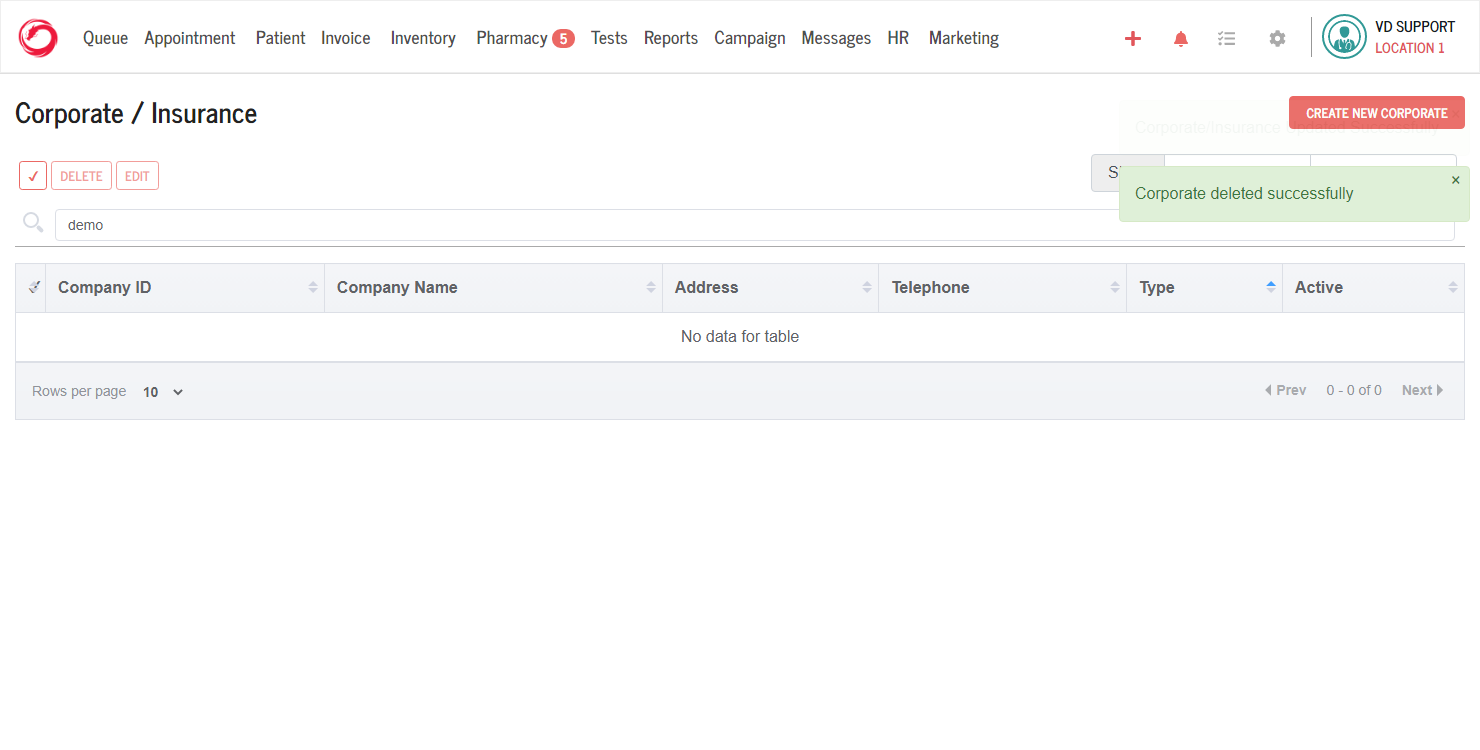 Queue Appointment Patient Invoice Inventory Pharmacy 5 Tests Reports Campaign Messages HR Marketing
VD SUPPORT
LOCATION 1
Corporate / Insurance
CREATE NEW CORPORATE
Corporate/Insurance Updated Successfully
DELETE EDIT
Corporate deleted successfully ×
demo
Company ID Company Name Address Telephone Type Active
No data for table
Rows per page 10
Prev 0 - 0 of 0 Next